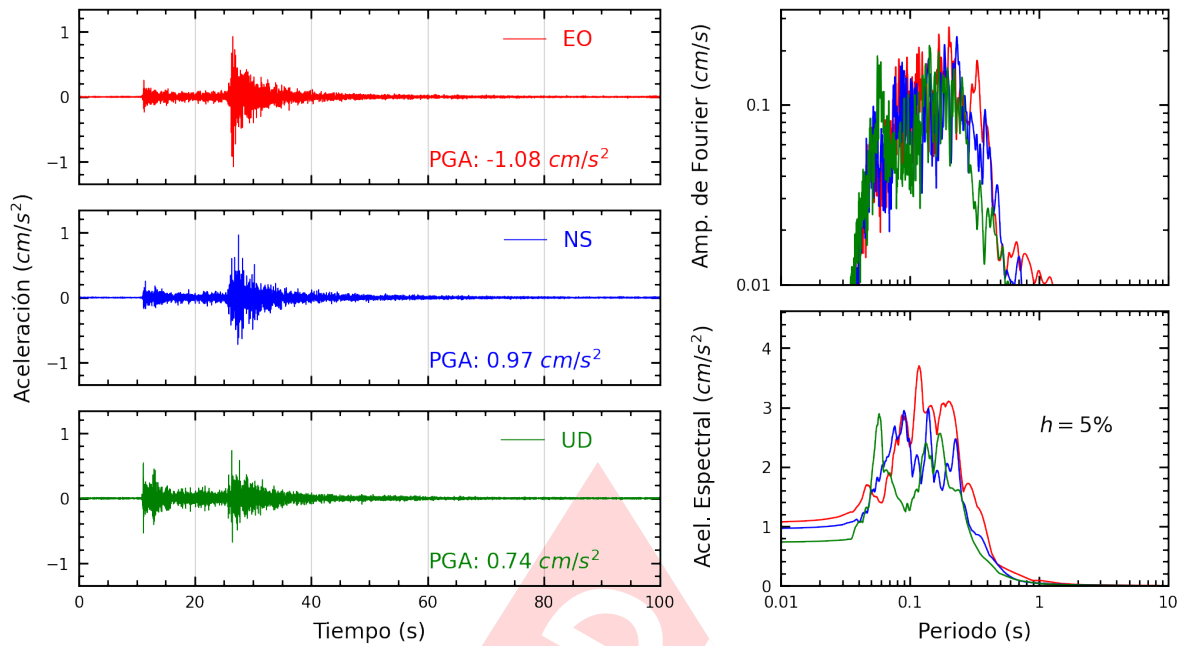 Aceleración (cm/s²)
1
0
−1
EO
PGA: -1.08 cm/s²
1
0
−1
NS
PGA: 0.97 cm/s²
1
0
−1
UD
PGA: 0.74 cm/s²
0 20 40 60 80 100
Tiempo (s)
Amp. de Fourier (cm/s)
0.1
0.01
Acel. Espectral (cm/s²)
4
3
2
1
0
h = 5%
0.01 0.1 1 10
Periodo (s)